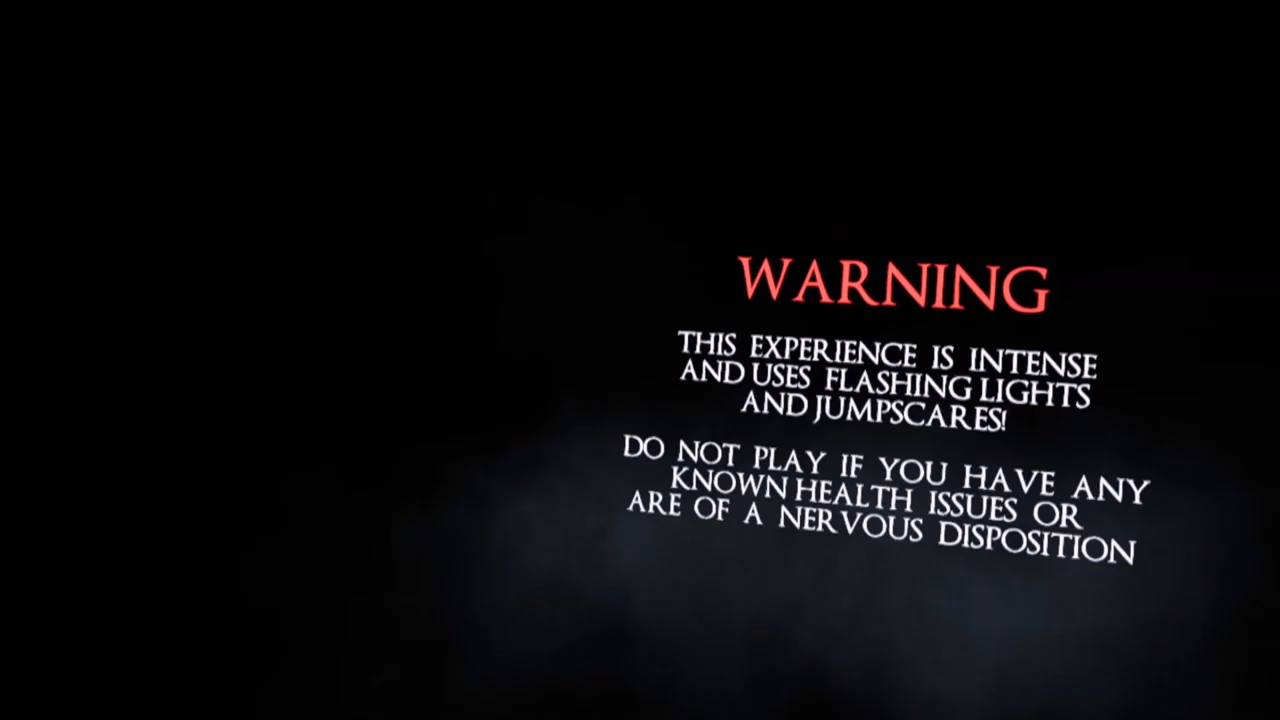 WARNING
THIS EXPERIENCE IS INTENSE
AND USES FLASHING LIGHTS
AND JUMPSCARES!
DO NOT PLAY IF YOU HAVE ANY
KNOWN HEALTH ISSUES OR
ARE OF A NERVOUS DISPOSITION